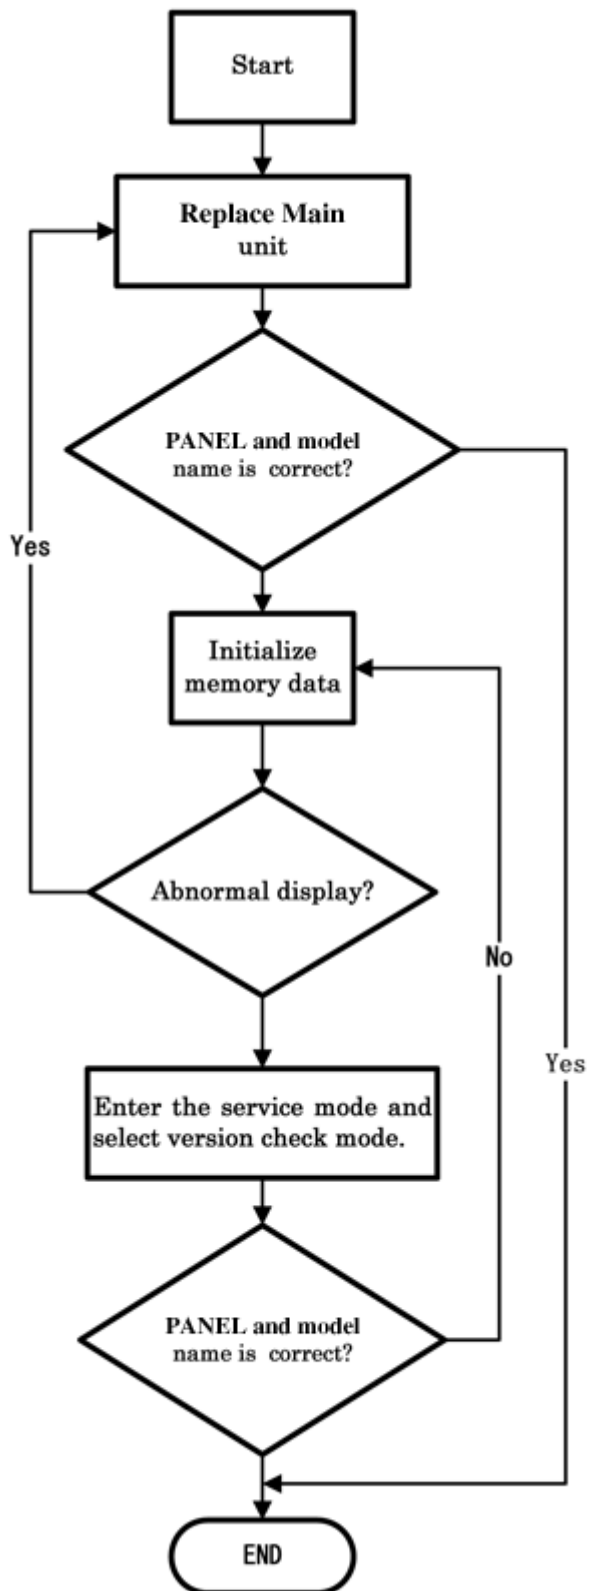 Start
Replace Main
unit
PANEL and model
name is correct?
Yes
Initialize
memory data
Abnormal display?
No
Yes
Enter the service mode and
select version check mode.
PANEL and model
name is correct?
END